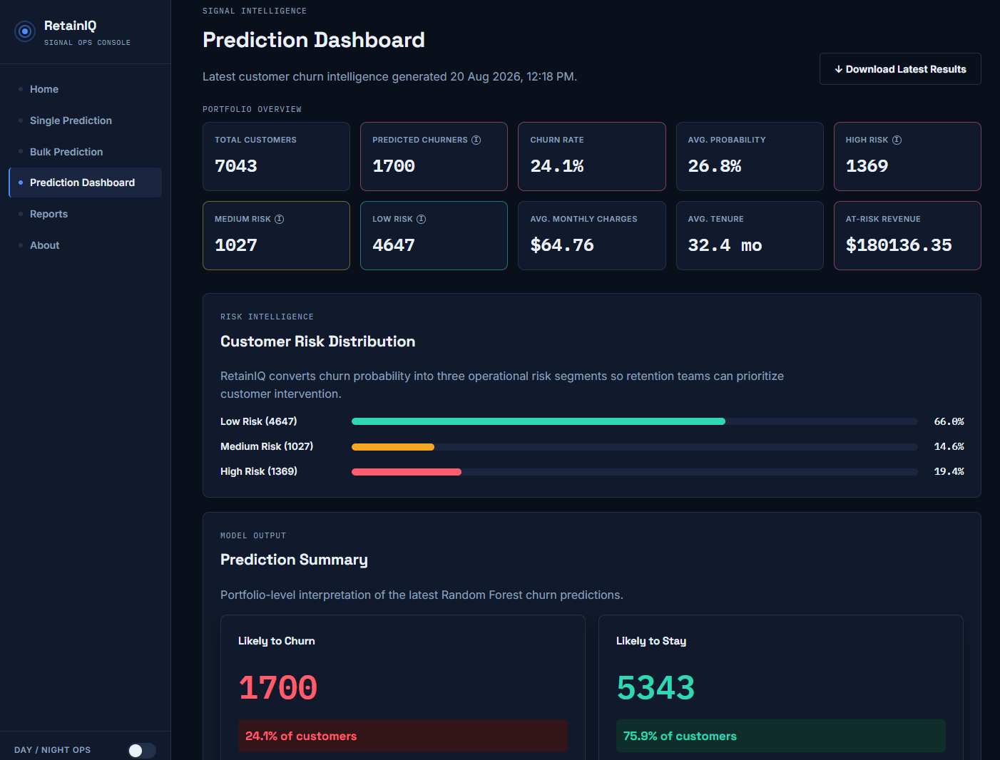 RetainIQ
SIGNAL OPS CONSOLE
Home
Single Prediction
Bulk Prediction
Prediction Dashboard
Reports
About
DAY / NIGHT OPS
SIGNAL INTELLIGENCE
Prediction Dashboard
Latest customer churn intelligence generated 20 Aug 2026, 12:18 PM.
↓ Download Latest Results
PORTFOLIO OVERVIEW
TOTAL CUSTOMERS
7043
PREDICTED CHURNERS I
1700
CHURN RATE
24.1%
AVG. PROBABILITY
26.8%
HIGH RISK I
1369
MEDIUM RISK I
1027
LOW RISK I
4647
AVG. MONTHLY CHARGES
$64.76
AVG. TENURE
32.4 mo
AT-RISK REVENUE
$180136.35
RISK INTELLIGENCE
Customer Risk Distribution
RetainIQ converts churn probability into three operational risk segments so retention teams can prioritize
customer intervention.
Low Risk (4647) 66.0%
Medium Risk (1027) 14.6%
High Risk (1369) 19.4%
MODEL OUTPUT
Prediction Summary
Portfolio-level interpretation of the latest Random Forest churn predictions.
Likely to Churn
1700
24.1% of customers
Likely to Stay
5343
75.9% of customers